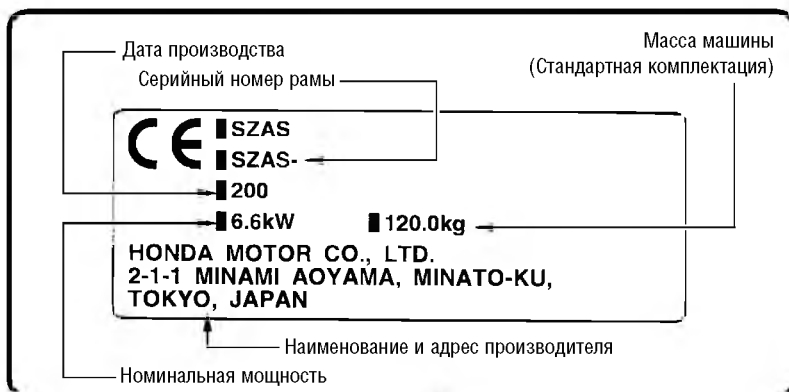 Дата производства
Масса машины
(Стандартная комплектация)
Серийный номер рамы
CE
SZAS
SZAS-
200
6.6kW 120.0kg
HONDA MOTOR CO., LTD.
2-1-1 MINAMI AOYAMA, MINATO-KU,
TOKYO, JAPAN
Наименование и адрес производителя
Номинальная мощность